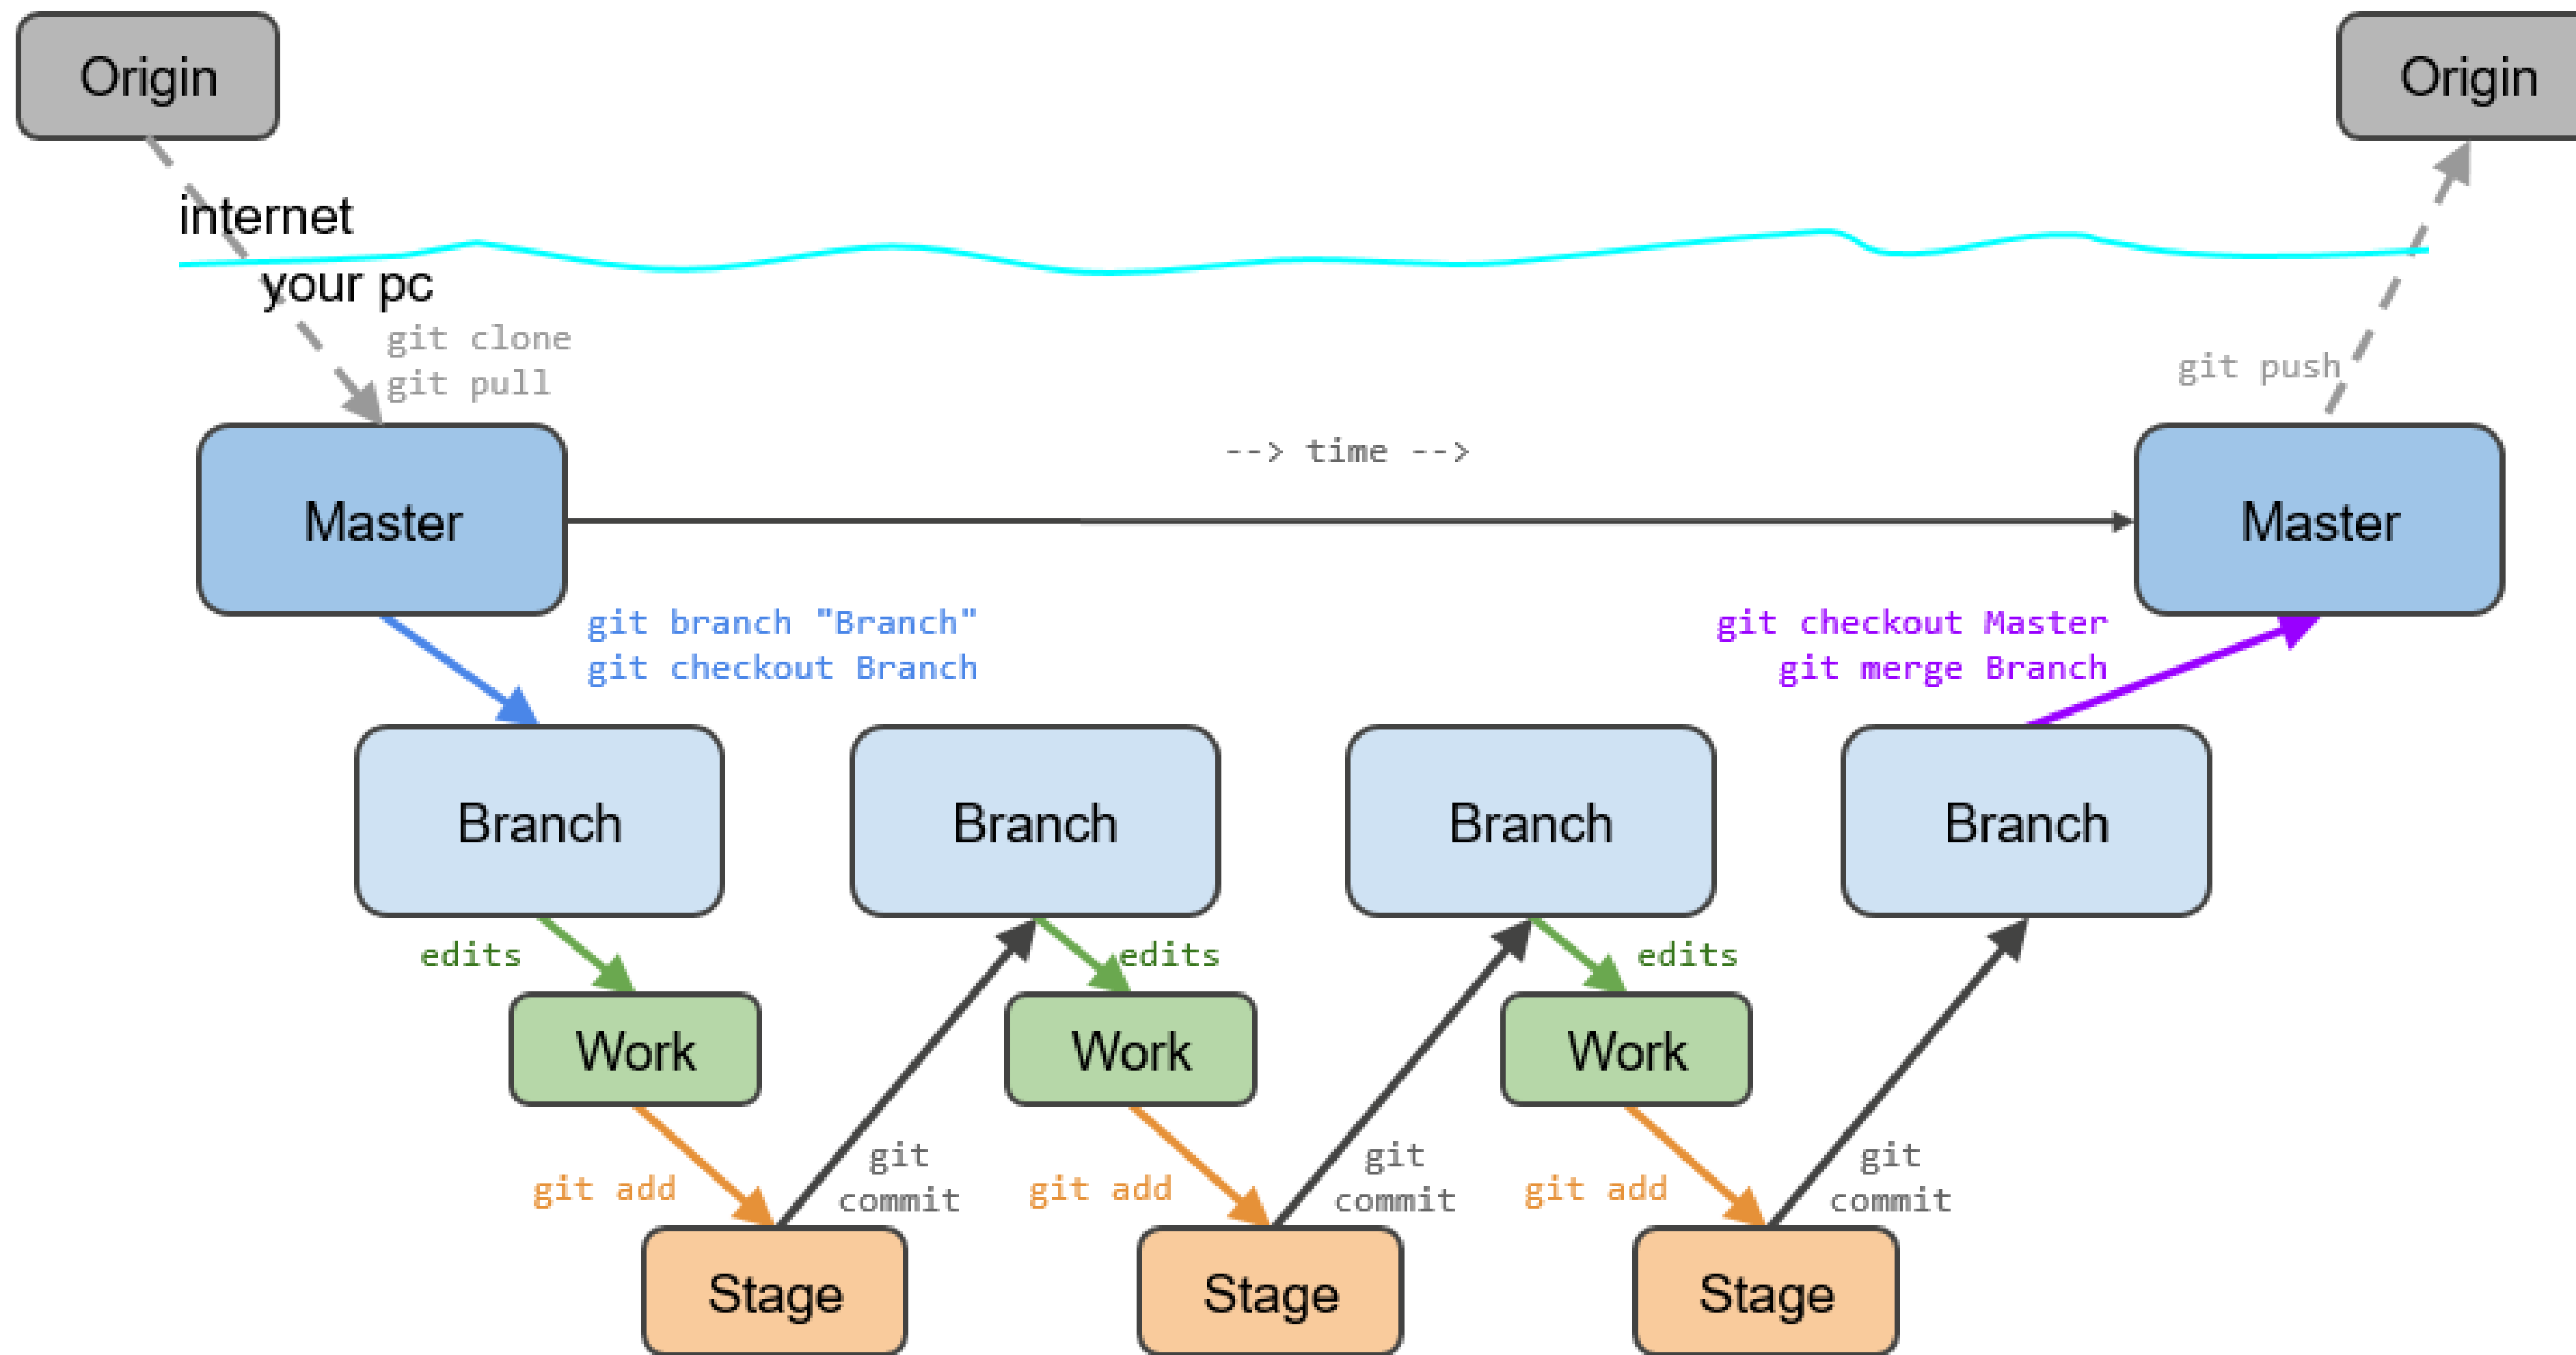 Origin
Origin
internet
your pc
git clone
git pull
git push
--> time -->
Master
Master
git branch "Branch"
git checkout Branch
git checkout Master
git merge Branch
Branch
Branch
Branch
Branch
edits
edits
edits
Work
Work
Work
git add
git
commit
git add
git
commit
git add
git
commit
Stage
Stage
Stage